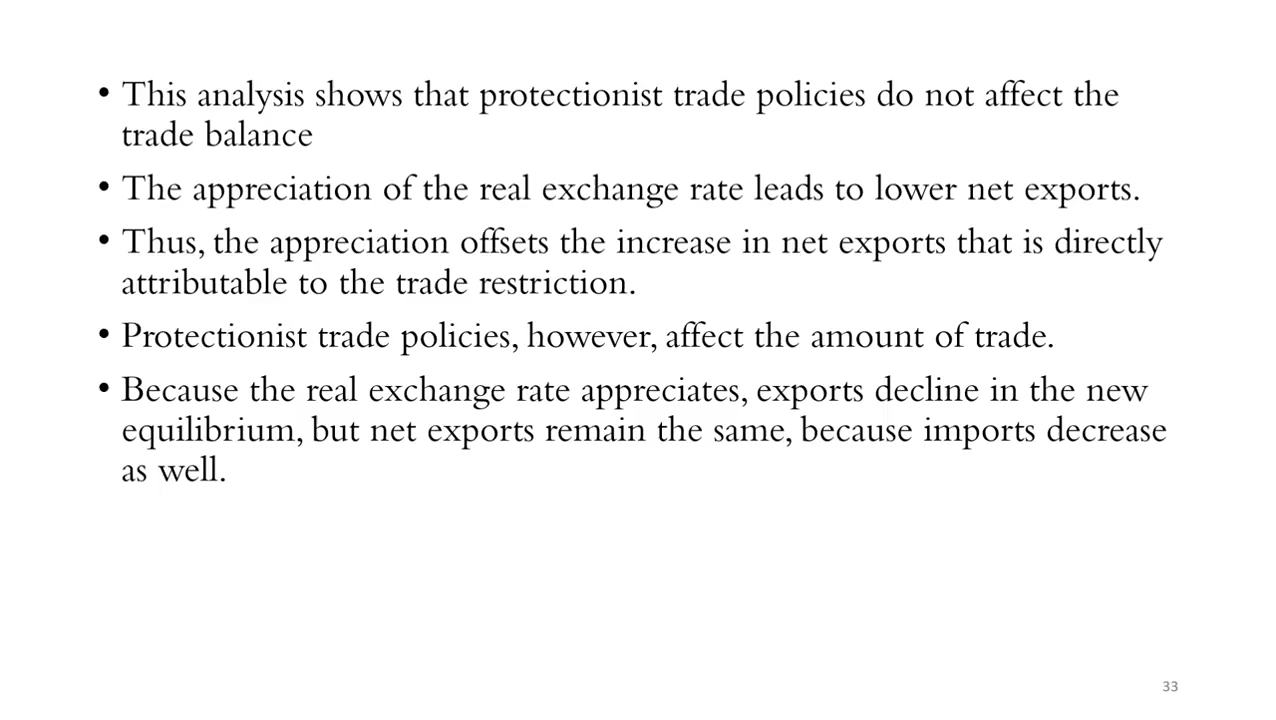 • This analysis shows that protectionist trade policies do not affect the
trade balance
• The appreciation of the real exchange rate leads to lower net exports.
• Thus, the appreciation offsets the increase in net exports that is directly
attributable to the trade restriction.
• Protectionist trade policies, however, affect the amount of trade.
• Because the real exchange rate appreciates, exports decline in the new
equilibrium, but net exports remain the same, because imports decrease
as well.
33